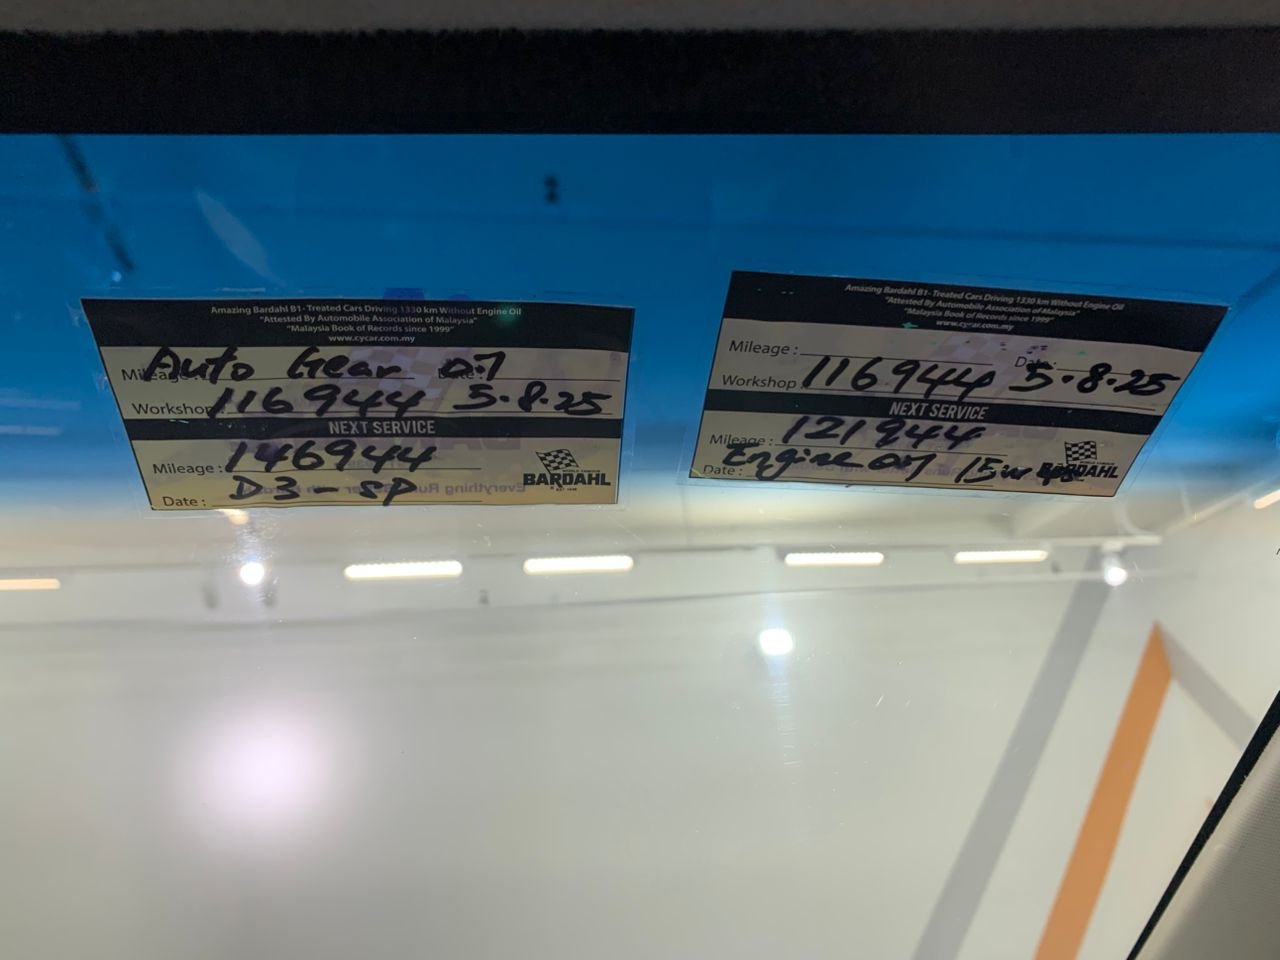 Amazing Bardahl B1- Treated Cars Driving 1330 km Without Engine Oil
"Attested By Automobile Association of Malaysia"
"Malaysia Book of Records since 1999"
www.cycar.com.my
Auto Gear oil
Mileage :
Workshop 116944 5.8.25
NEXT SERVICE
Mileage : 146944
Date : D3-SP
WORLD FAMOUS
BARDAHL
Amazing Bardahl B1- Treated Cars Driving 1330 km Without Engine Oil
"Attested By Automobile Association of Malaysia"
"Malaysia Book of Records since 1999"
www.cycar.com.my
Mileage : Date :
Workshop : 116944 5.8.25
NEXT SERVICE
Mileage : 121944
Date : Engine oil 15w
BARDAHL